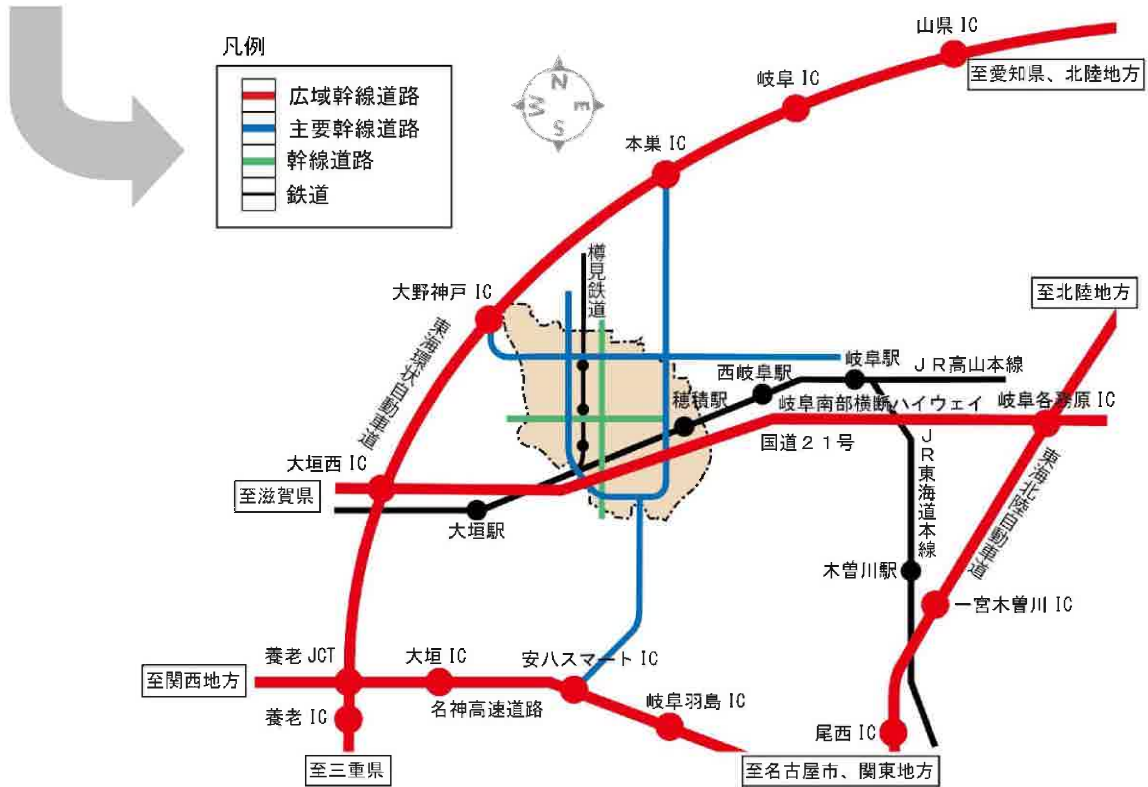 凡例
広域幹線道路
主要幹線道路
幹線道路
鉄道
N
W
E
S
山県 IC
至愛知県、北陸地方
岐阜 IC
本巣 IC
樽見鉄道
大野神戸 IC
至北陸地方
東海環状自動車道
岐阜駅
JR高山本線
西岐阜駅
穂積駅
岐阜南部横断ハイウェイ
岐阜各務原 IC
国道21号
大垣西 IC
至滋賀県
大垣駅
JR東海道本線
東海北陸自動車道
木曽川駅
一宮木曽川 IC
養老 JCT
大垣 IC
安八スマート IC
至関西地方
名神高速道路
岐阜羽島 IC
養老 IC
尾西 IC
至三重県
至名古屋市、関東地方